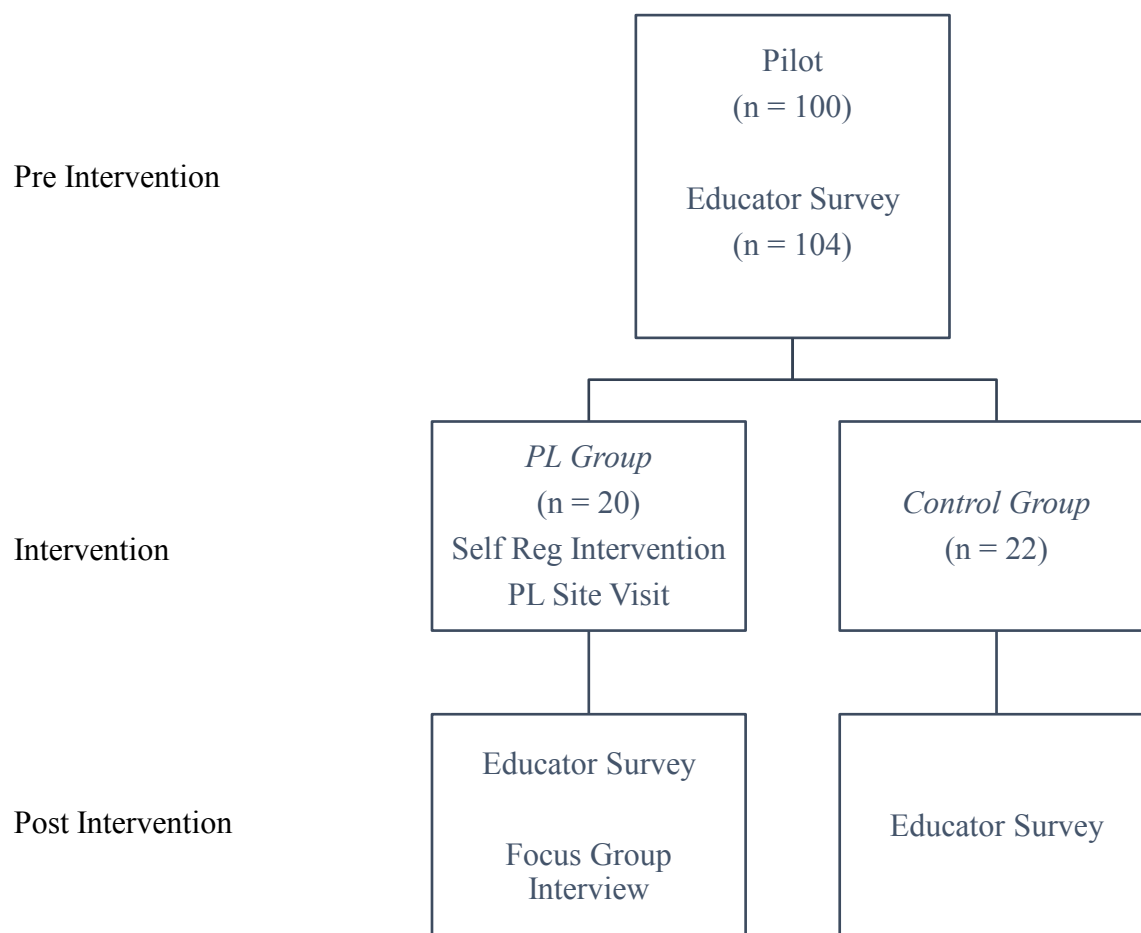 Pilot
(n = 100)
Pre Intervention
Educator Survey
(n = 104)
PL Group
(n = 20)
Self Reg Intervention
PL Site Visit
Control Group
(n = 22)
Intervention
Educator Survey
Focus Group
Interview
Post Intervention
Educator Survey